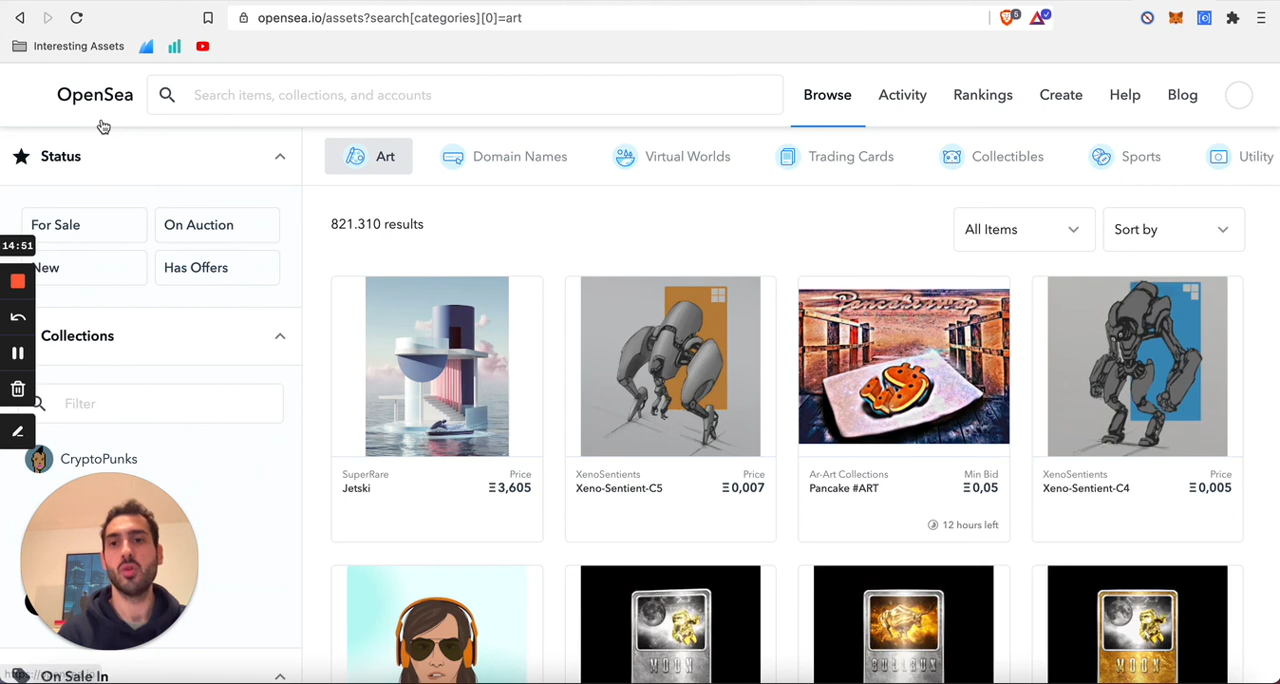 opensea.io/assets?search[categories][0]=art
Interesting Assets
OpenSea
Search items, collections, and accounts
Browse
Activity
Rankings
Create
Help
Blog
Status
Art
Domain Names
Virtual Worlds
Trading Cards
Collectibles
Sports
Utility
For Sale
On Auction
821.310 results
All Items
Sort by
14:51
New
Has Offers
Collections
Filter
CryptoPunks
SuperRare
Price
Jetski
3,605
XenoSentients
Price
Xeno-Sentient-C5
0,007
Ar-Art Collections
Min Bid
Pancake #ART
0,05
12 hours left
XenoSentients
Price
Xeno-Sentient-C4
0,005
Pancakeswap
MOON
BULLRUN
MOON
On Sale In